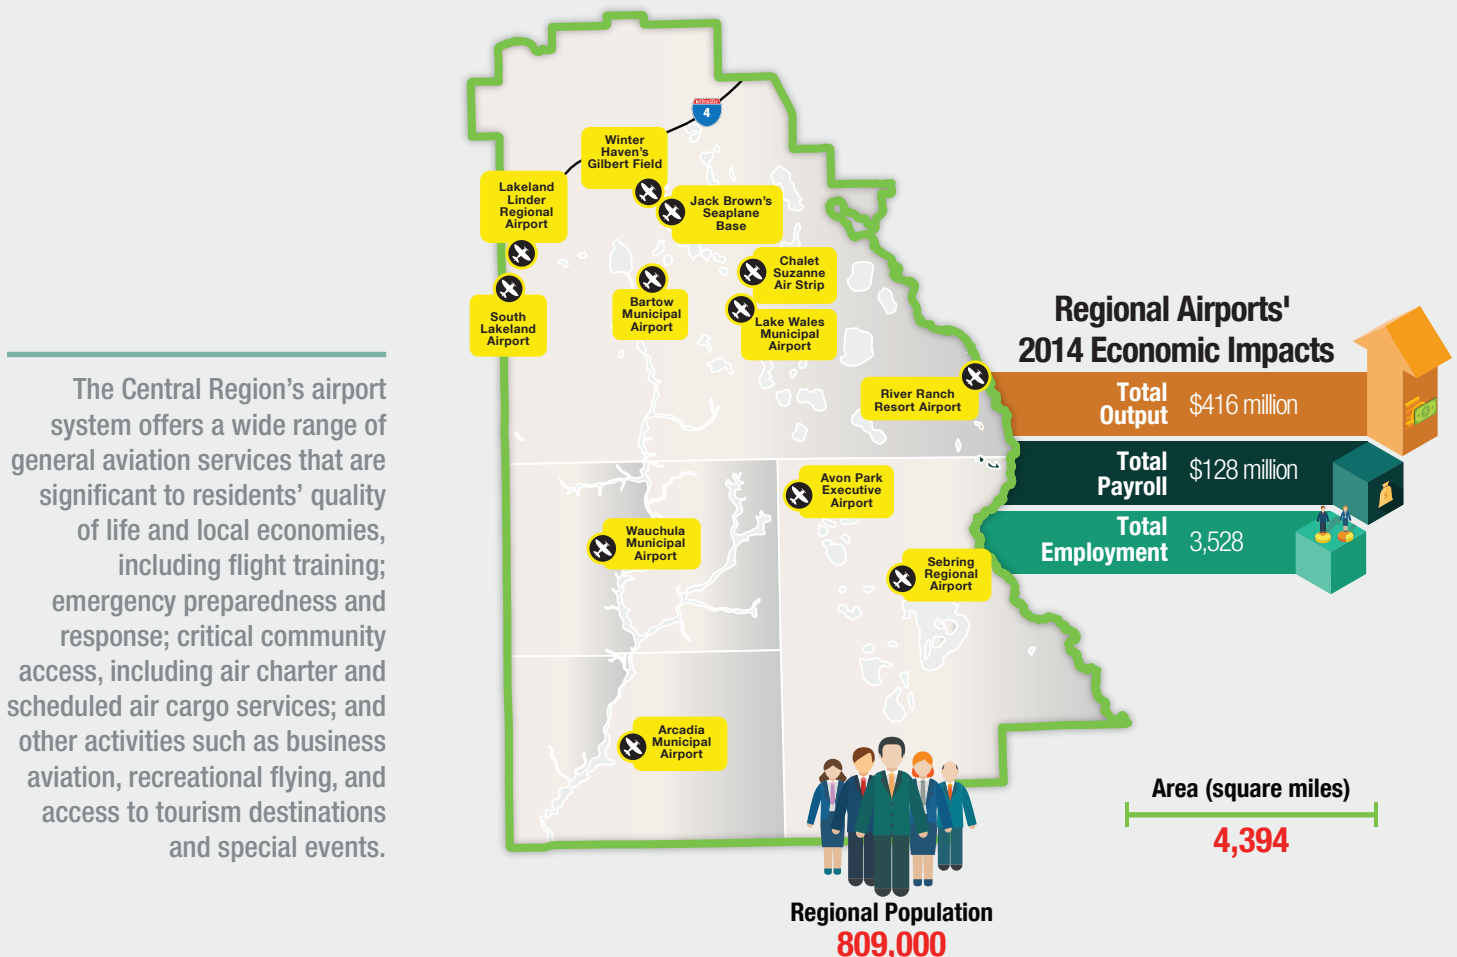 The Central Region's airport
system offers a wide range of
general aviation services that are
significant to residents' quality
of life and local economies,
including flight training;
emergency preparedness and
response; critical community
access, including air charter and
scheduled air cargo services; and
other activities such as business
aviation, recreational flying, and
access to tourism destinations
and special events.
4
Winter
Haven's
Gilbert Field
Lakeland
Linder
Regional
Airport
Jack Brown's
Seaplane
Base
Chalet
Suzanne
Air Strip
South
Lakeland
Airport
Bartow
Municipal
Airport
Lake Wales
Municipal
Airport
River Ranch
Resort Airport
Avon Park
Executive
Airport
Wauchula
Municipal
Airport
Sebring
Regional
Airport
Arcadia
Municipal
Airport
Regional Airports'
2014 Economic Impacts
Total
Output $416 million
Total
Payroll $128 million
Total
Employment 3,528
Area (square miles)
4,394
Regional Population
809,000